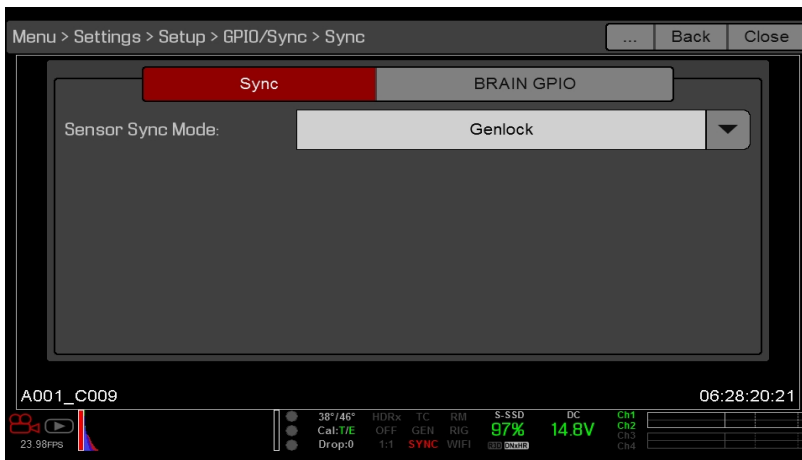 Menu > Settings > Setup > GPIO/Sync > Sync ... Back Close
Sync BRAIN GPIO
Sensor Sync Mode: Genlock
A001_C009 06:28:20:21
38°/46° HDRx TC RM S-SSD DC Ch1
Cal:T/E OFF GEN RIG 97% 14.8V Ch2
Ch3
Drop:0 1:1 SYNC WIFI DNxHR Ch4
23.98FPS